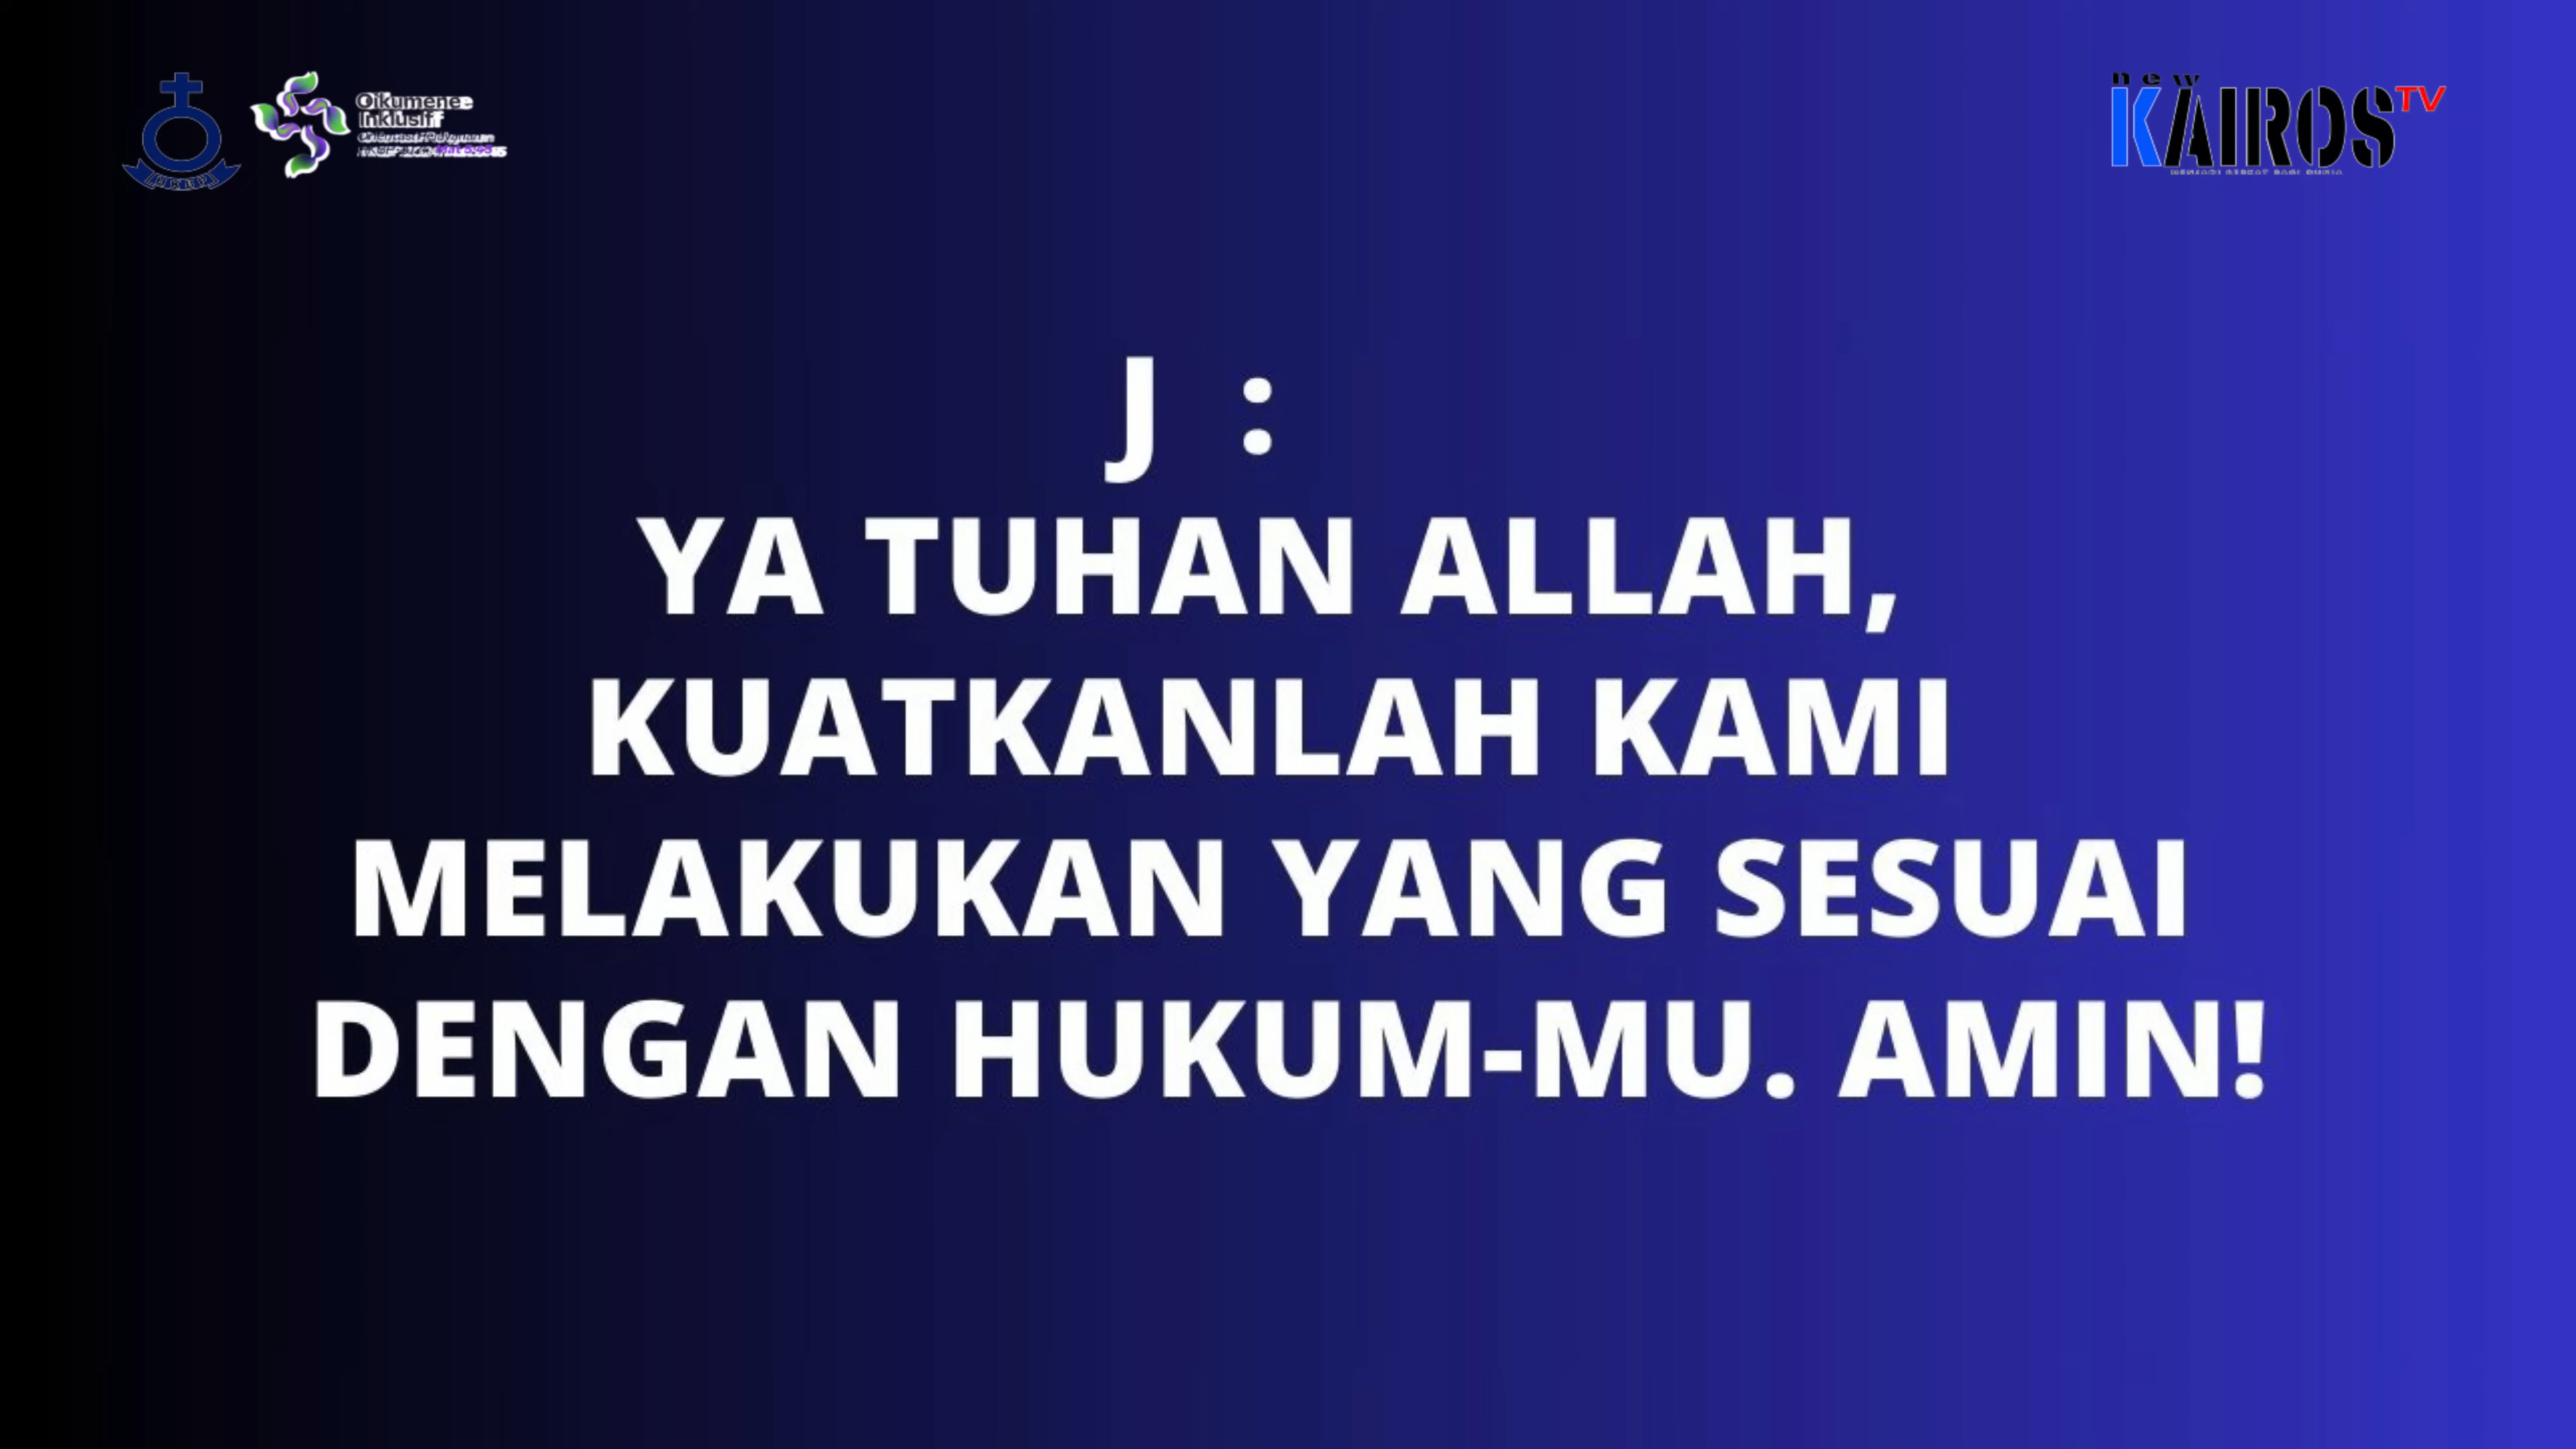 Oikumene
Inklusif
new
KAIROS TV
J :
YA TUHAN ALLAH,
KUATKANLAH KAMI
MELAKUKAN YANG SESUAI
DENGAN HUKUM-MU. AMIN!